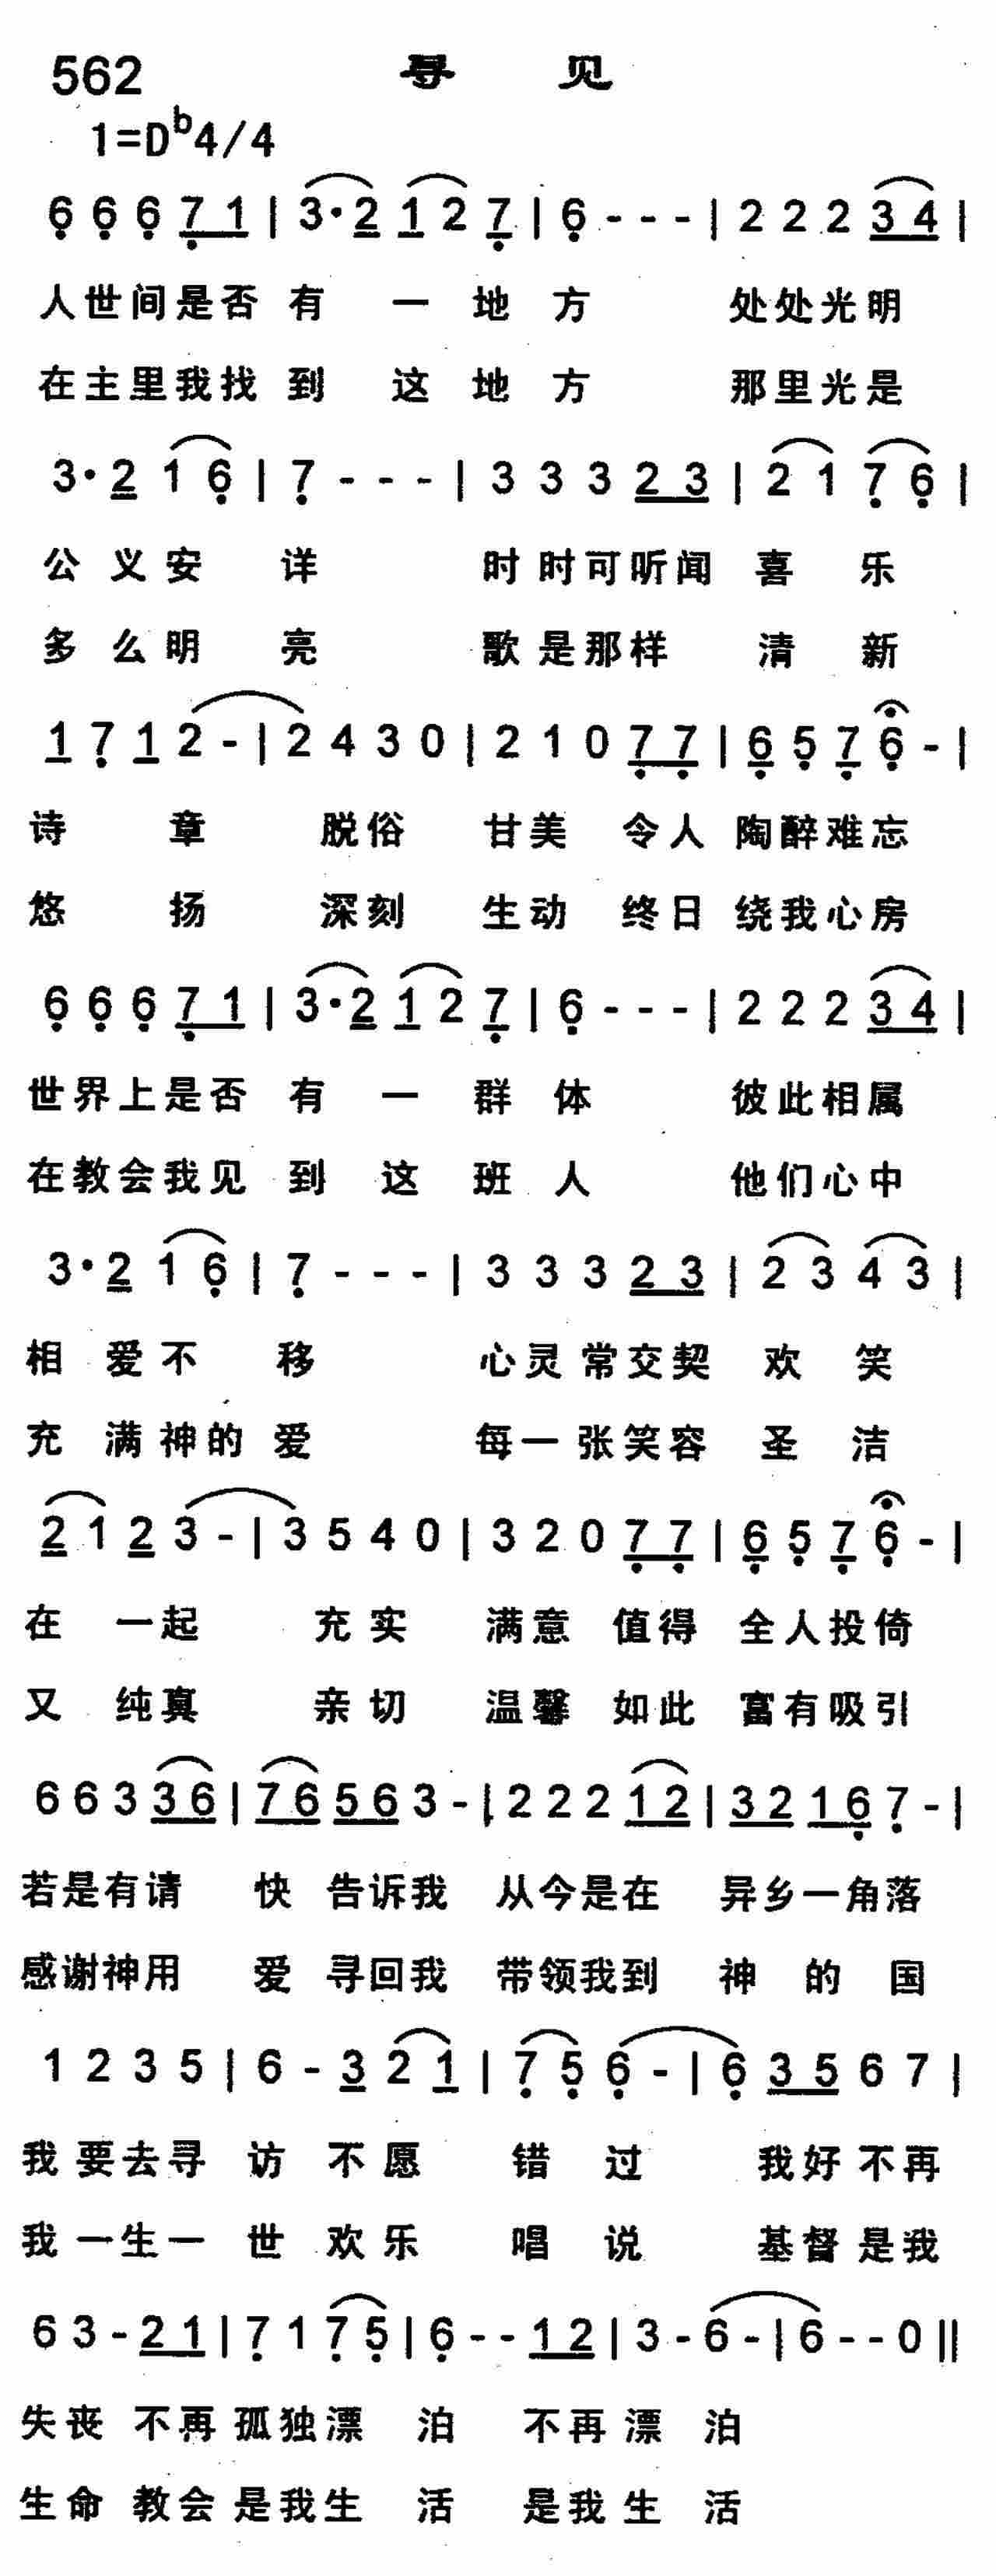 562 寻 见
1=Dᵇ4/4
6̣ 6̣ 6̣ 7̣ 1 | 3·2 1 2 7̣ | 6̣ - - - | 2 2 2 3 4 |
人世间是否 有 一 地 方 处处光明
在主里我找 到 这 地 方 那里光是
3·2 1 6̣ | 7̣ - - - | 3 3 3 2 3 | 2 1 7̣ 6̣ |
公 义 安 详 时 时可听闻 喜 乐
多 么 明 亮 歌 是那样 清 新
1 7̣ 1 2 - | 2 4 3 0 | 2 1 0 7̣ 7̣ | 6̣ 5̣ 7̣ 6̣ - |
诗 章 脱俗 甘美 令人 陶醉难忘
悠 扬 深刻 生动 终日 绕我心房
6̣ 6̣ 6̣ 7̣ 1 | 3·2 1 2 7̣ | 6̣ - - - | 2 2 2 3 4 |
世界上是否 有 一 群 体 彼此相属
在教会我见 到 这 班 人 他们心中
3·2 1 6̣ | 7̣ - - - | 3 3 3 2 3 | 2 3 4 3 |
相 爱 不 移 心灵常交契 欢 笑
充 满 神的 爱 每一张笑容 圣 洁
2 1 2 3 - | 3 5 4 0 | 3 2 0 7̣ 7̣ | 6̣ 5̣ 7̣ 6̣ - |
在 一起 充实 满意 值得 全人投倚
又 纯真 亲切 温馨 如此 富有吸引
6 6 3 3 6 | 7 6 5 6 3 - | 2 2 2 1 2 | 3 2 1 6̣ 7̣ - |
若是有请 快 告诉我 从今是在 异乡一角落
感谢神用 爱 寻回我 带领我到 神 的 国
1 2 3 5 | 6 - 3 2 1 | 7̣ 5̣ 6̣ - | 6̣ 3 5 6 7 |
我 要去寻 访 不愿 错 过 我好不再
我 一生一 世 欢乐 唱 说 基督是我
6 3 - 2 1 | 7̣ 1 7̣ 5̣ | 6̣ - - 1 2 | 3 - 6 - | 6 - - 0 ||
失丧 不再孤独漂 泊 不再漂 泊
生命 教会是我生 活 是我生 活